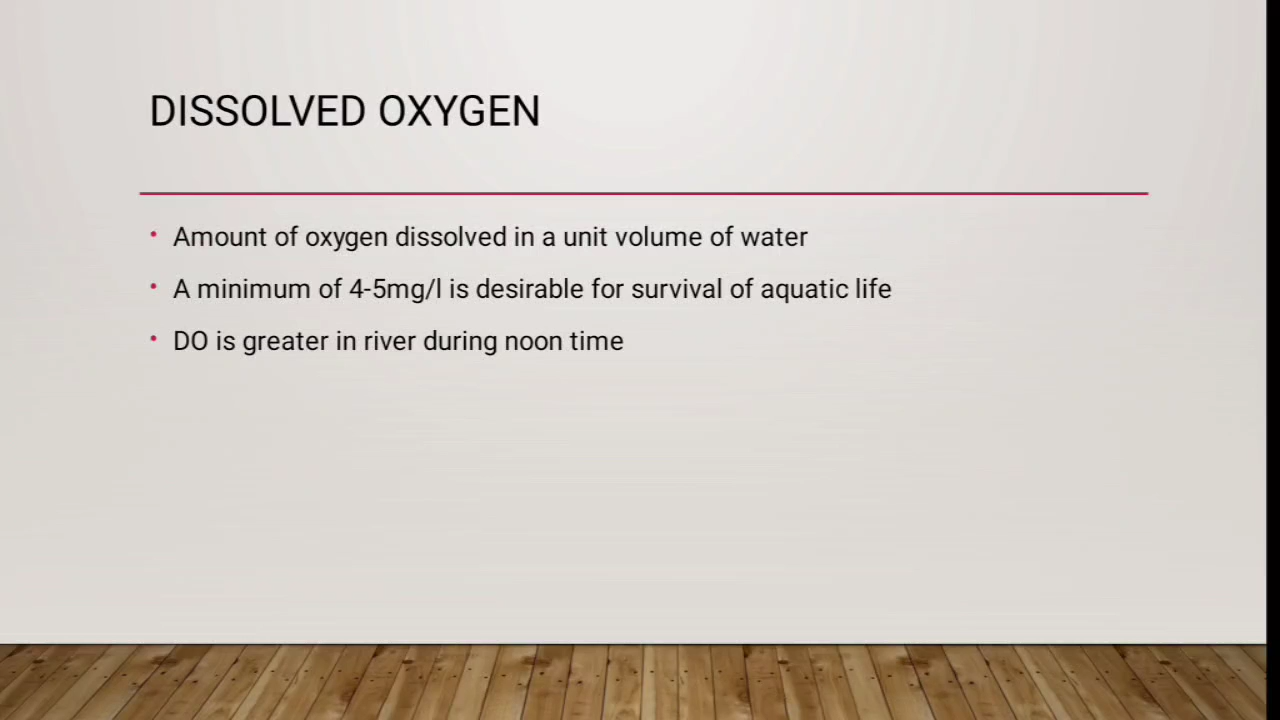 DISSOLVED OXYGEN
• Amount of oxygen dissolved in a unit volume of water
• A minimum of 4-5mg/l is desirable for survival of aquatic life
• DO is greater in river during noon time